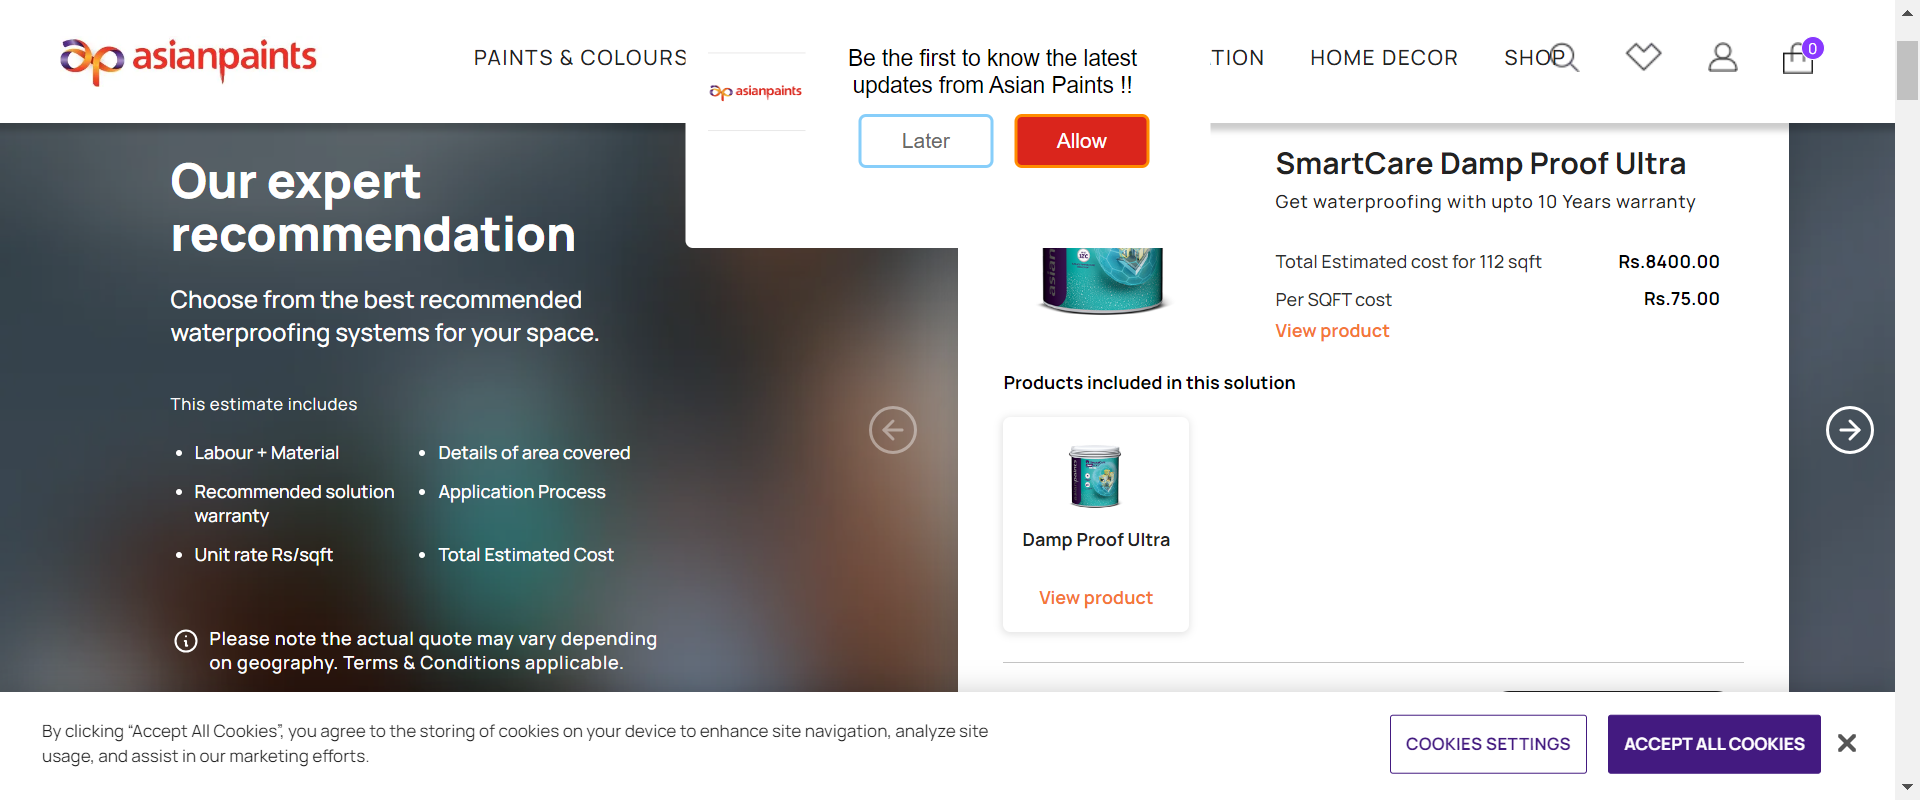 asianpaints
PAINTS & COLOURS
TION
HOME DECOR
SHOP
0
asianpaints
Be the first to know the latest
updates from Asian Paints !!
Later
Allow
Our expert
recommendation
Choose from the best recommended
waterproofing systems for your space.
This estimate includes
• Labour + Material
• Details of area covered
• Recommended solution
warranty
• Application Process
• Unit rate Rs/sqft
• Total Estimated Cost
Please note the actual quote may vary depending
on geography. Terms & Conditions applicable.
SmartCare Damp Proof Ultra
Get waterproofing with upto 10 Years warranty
Total Estimated cost for 112 sqft Rs.8400.00
Per SQFT cost Rs.75.00
View product
Products included in this solution
Damp Proof Ultra
View product
By clicking “Accept All Cookies”, you agree to the storing of cookies on your device to enhance site navigation, analyze site
usage, and assist in our marketing efforts.
COOKIES SETTINGS
ACCEPT ALL COOKIES